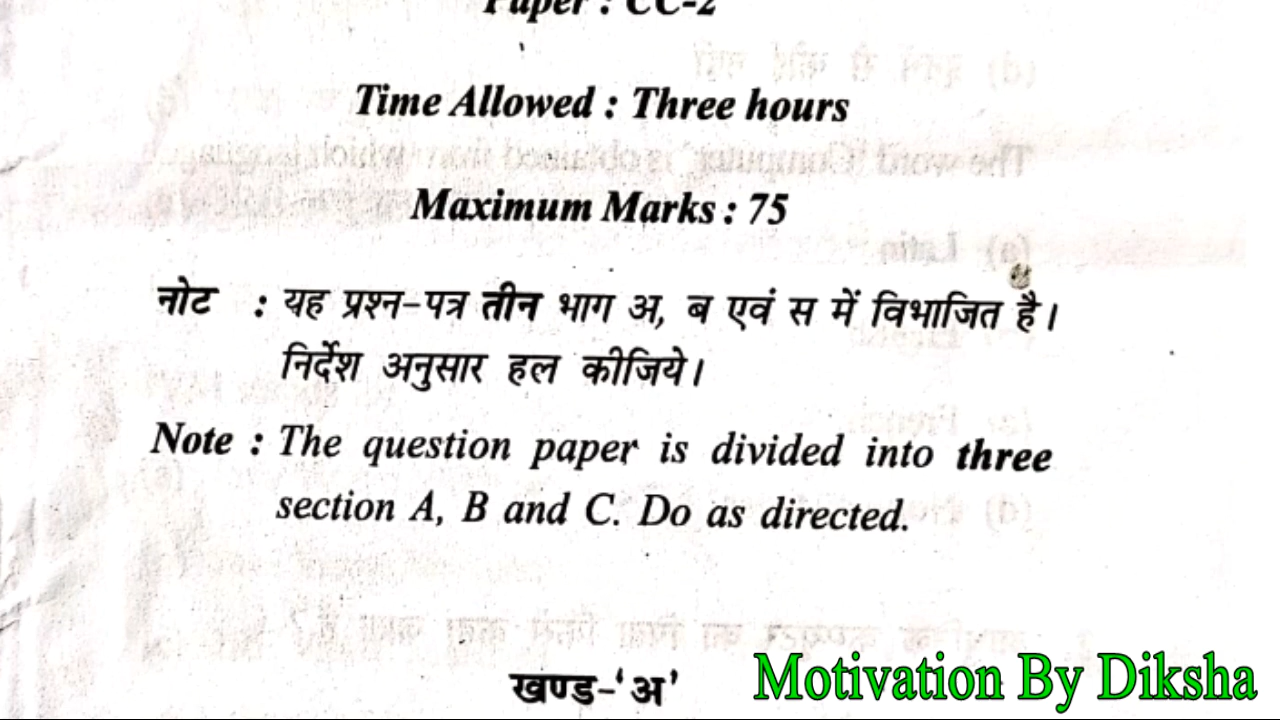 Paper : CC-2
Time Allowed : Three hours
Maximum Marks : 75
नोट : यह प्रश्न-पत्र तीन भाग अ, ब एवं स में विभाजित है।
निर्देश अनुसार हल कीजिये।
Note : The question paper is divided into three
section A, B and C. Do as directed.
खण्ड-‘अ’
Motivation By Diksha